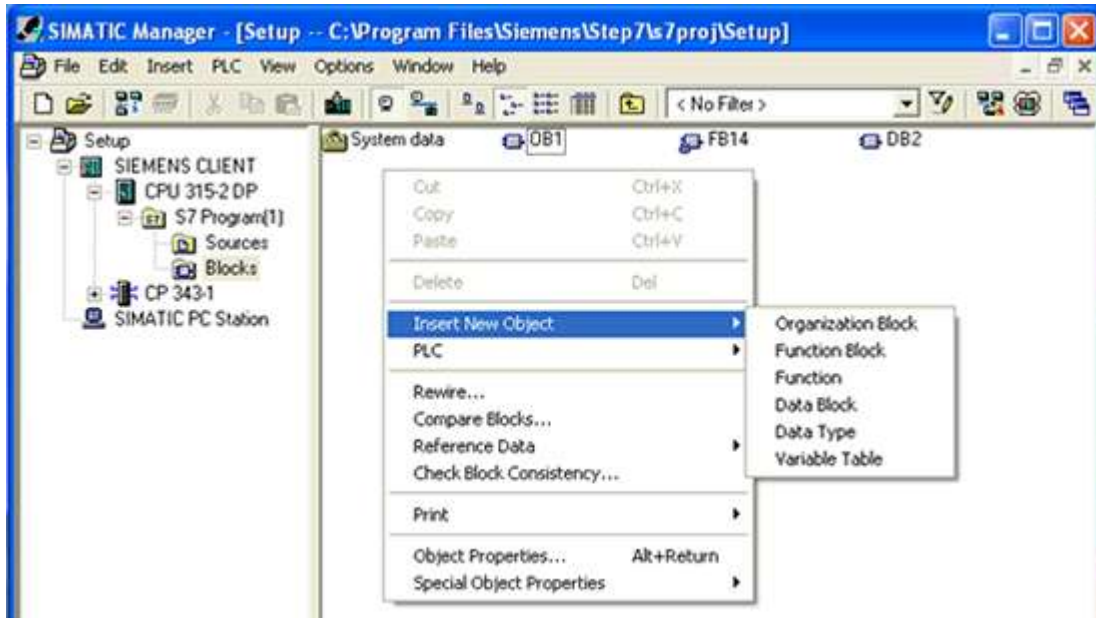 SIMATIC Manager - [Setup -- C:\Program Files\Siemens\Step7\s7proj\Setup]
File Edit Insert PLC View Options Window Help
< No Filter >
Setup
SIEMENS CLIENT
CPU 315-2 DP
S7 Program(1)
Sources
Blocks
CP 343-1
SIMATIC PC Station
System data OB1 FB14 DB2
Cut Ctrl+X
Copy Ctrl+C
Paste Ctrl+V
Delete Del
Insert New Object
PLC
Rewire...
Compare Blocks...
Reference Data
Check Block Consistency...
Print
Object Properties... Alt+Return
Special Object Properties
Organization Block
Function Block
Function
Data Block
Data Type
Variable Table